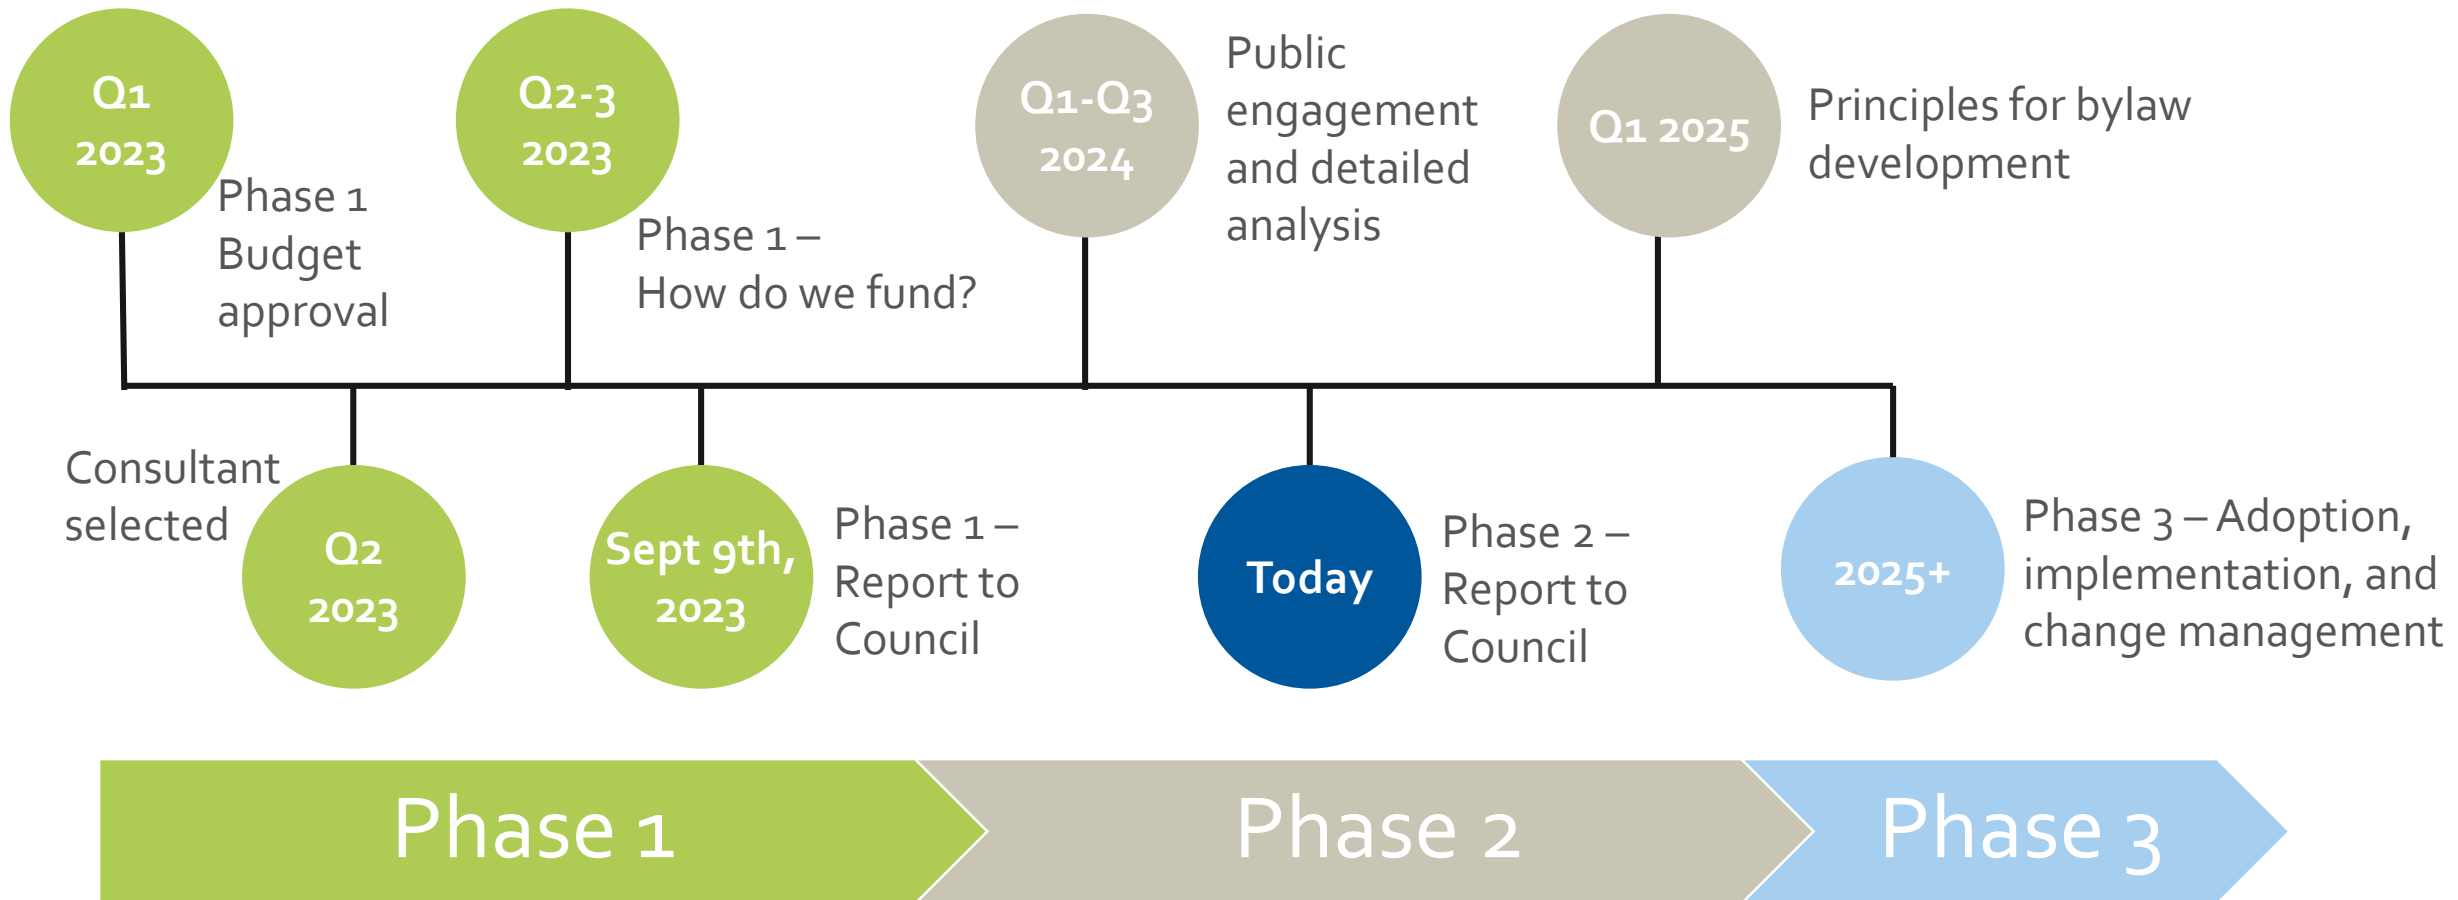 Q1
2023
Phase 1
Budget
approval
Q2-3
2023
Phase 1 –
How do we fund?
Q1-Q3
2024
Public
engagement
and detailed
analysis
Q1 2025
Principles for bylaw
development
Consultant
selected
Q2
2023
Sept 9th,
2023
Phase 1 –
Report to
Council
Today
Phase 2 –
Report to
Council
2025+
Phase 3 – Adoption,
implementation, and
change management
Phase 1
Phase 2
Phase 3